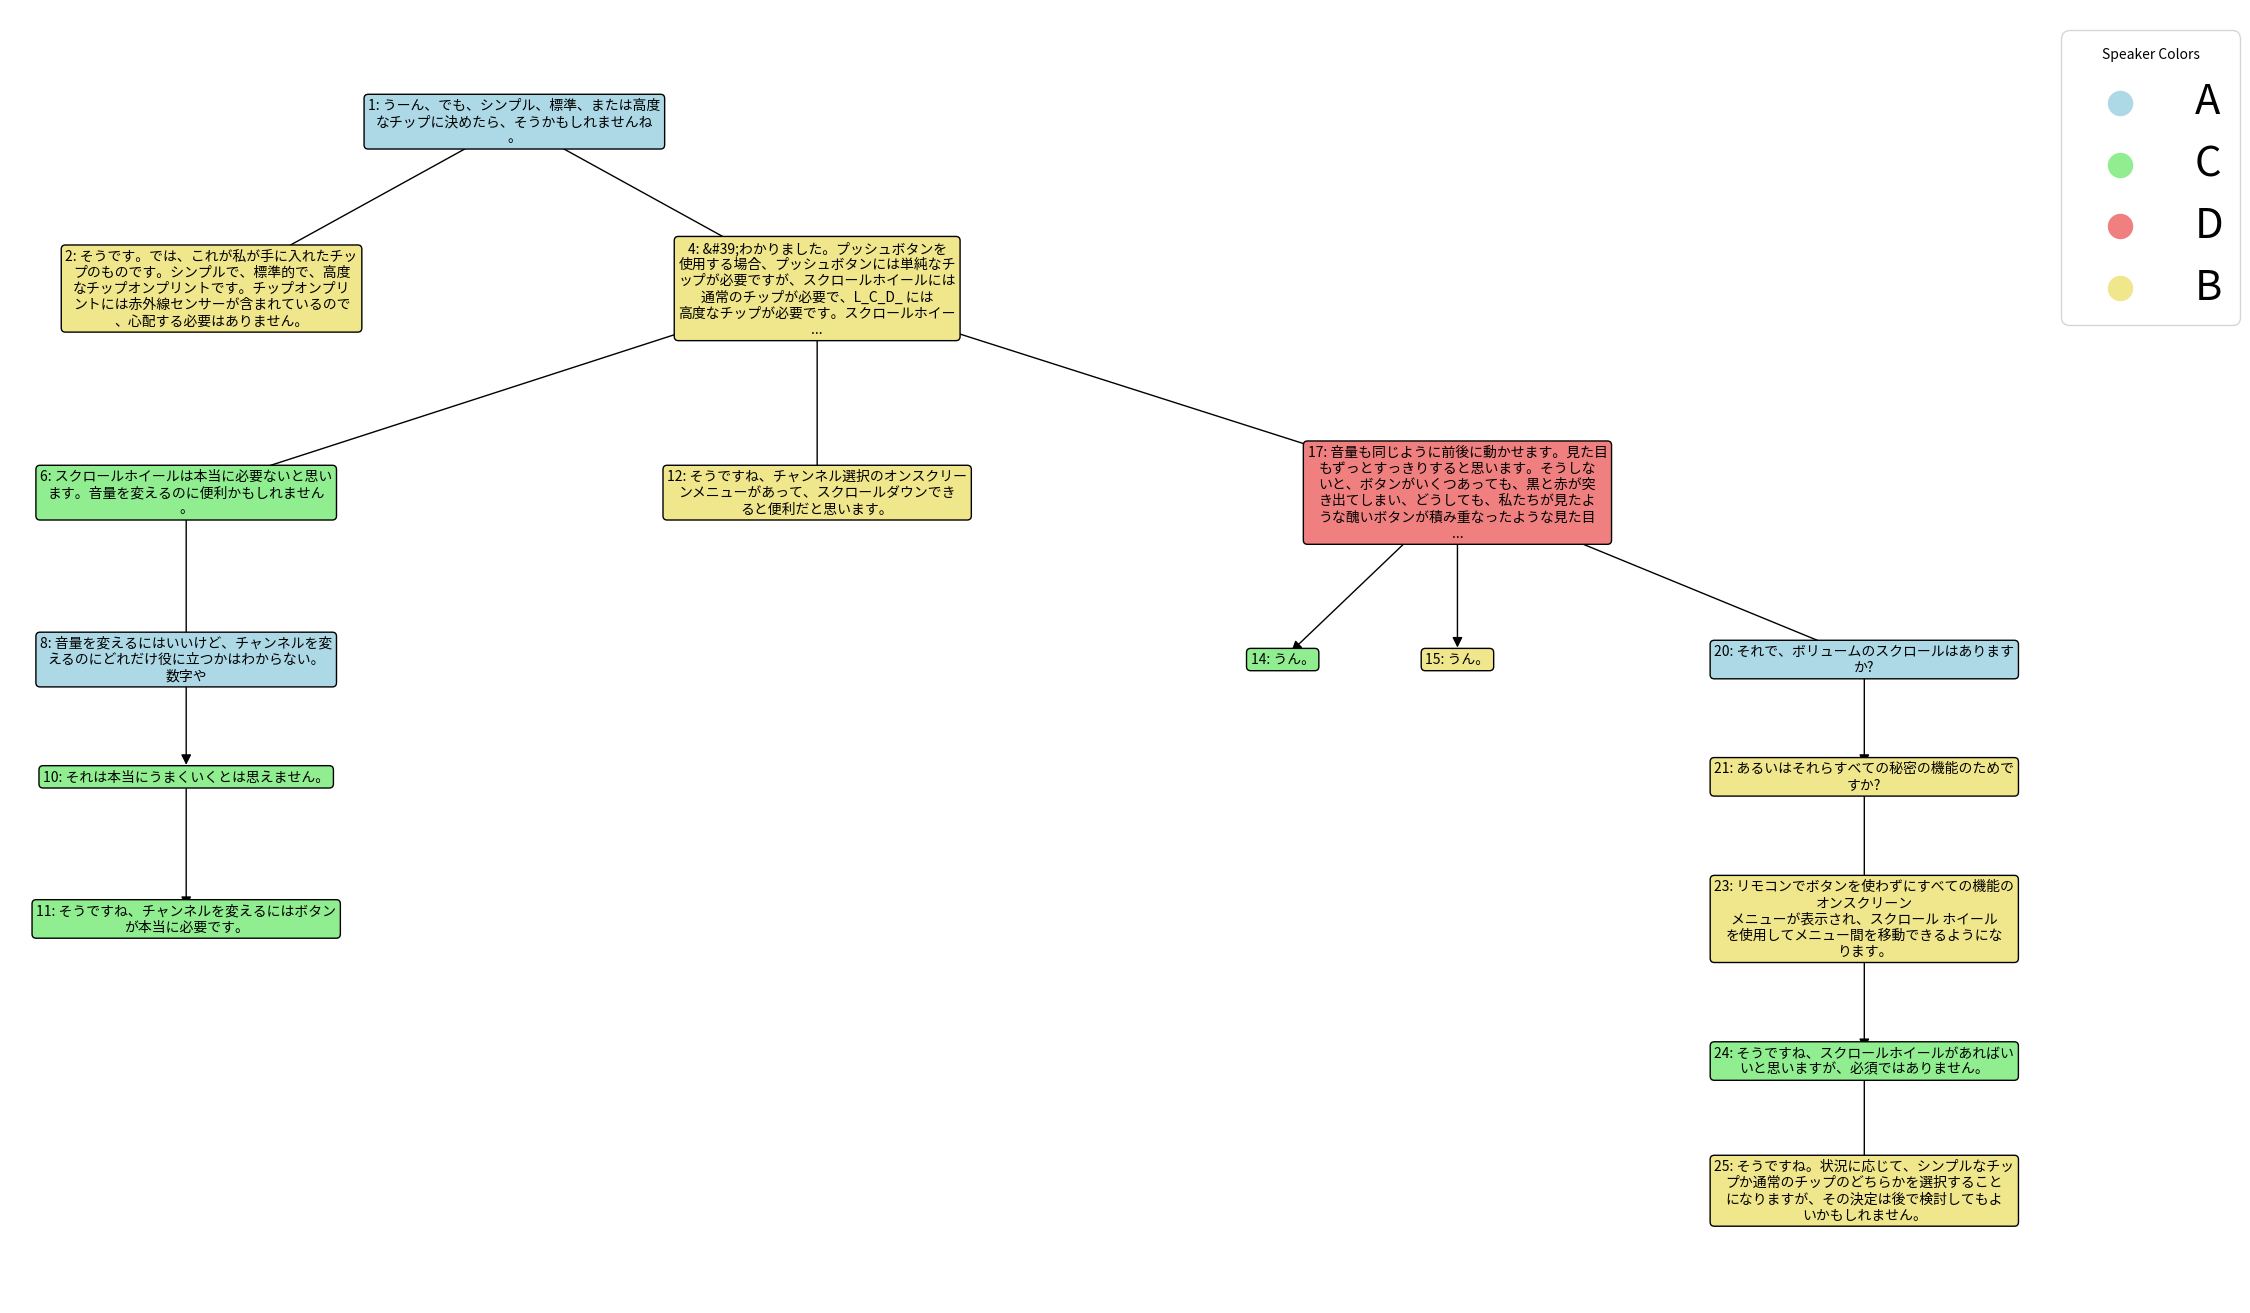 Speaker Colors
A
C
D
B
1: うーん、でも、シンプル、標準、または高度
なチップに決めたら、そうかもしれませんね
。
2: そうです。では、これが私が手に入れたチッ
プのものです。シンプルで、標準的で、高度
なチップオンプリントです。チップオンプリ
ントには赤外線センサーが含まれているので
、心配する必要はありません。
4: &#39;わかりました。プッシュボタンを
使用する場合、プッシュボタンには単純なチ
ップが必要ですが、スクロールホイールには
通常のチップが必要で、L_C_D_ には
高度なチップが必要です。スクロールホイー
...
6: スクロールホイールは本当に必要ないと思い
ます。音量を変えるのに便利かもしれません
。
12: そうですね、チャンネル選択のオンスクリー
ンメニューがあって、スクロールダウンでき
ると便利だと思います。
17: 音量も同じように前後に動かせます。見た目
もずっとすっきりすると思います。そうしな
いと、ボタンがいくつあっても、黒と赤が突
き出てしまい、どうしても、私たちが見たよ
うな醜いボタンが積み重なったような見た目
...
8: 音量を変えるにはいいけど、チャンネルを変
えるのにどれだけ役に立つかはわからない。
数字や
14: うん。
15: うん。
20: それで、ボリュームのスクロールはあります
か?
10: それは本当にうまくいくとは思えません。
21: あるいはそれらすべての秘密の機能のためで
すか?
11: そうですね、チャンネルを変えるにはボタン
が本当に必要です。
23: リモコンでボタンを使わずにすべての機能の
オンスクリーン
メニューが表示され、スクロール ホイール
を使用してメニュー間を移動できるようにな
ります。
24: そうですね、スクロールホイールがあればい
いと思いますが、必須ではありません。
25: そうですね。状況に応じて、シンプルなチッ
プか通常のチップのどちらかを選択すること
になりますが、その決定は後で検討してもよ
いかもしれません。